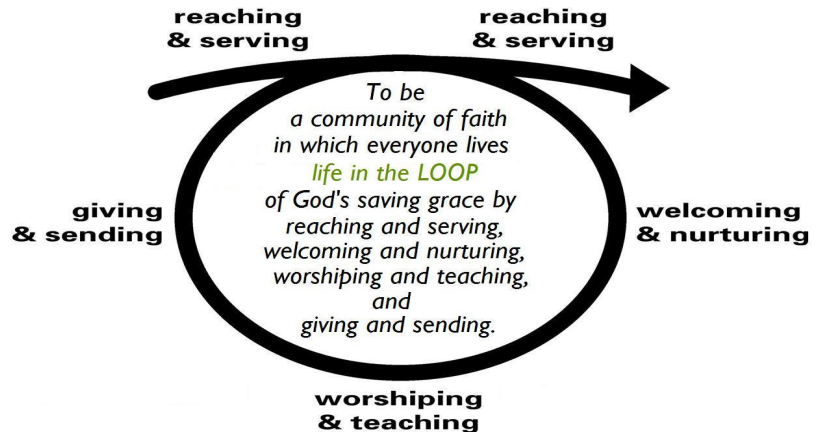 reaching
& serving
reaching
& serving
To be
a community of faith
in which everyone lives
life in the LOOP
of God's saving grace by
reaching and serving,
welcoming and nurturing,
worshiping and teaching,
and
giving and sending.
giving
& sending
welcoming
& nurturing
worshiping
& teaching